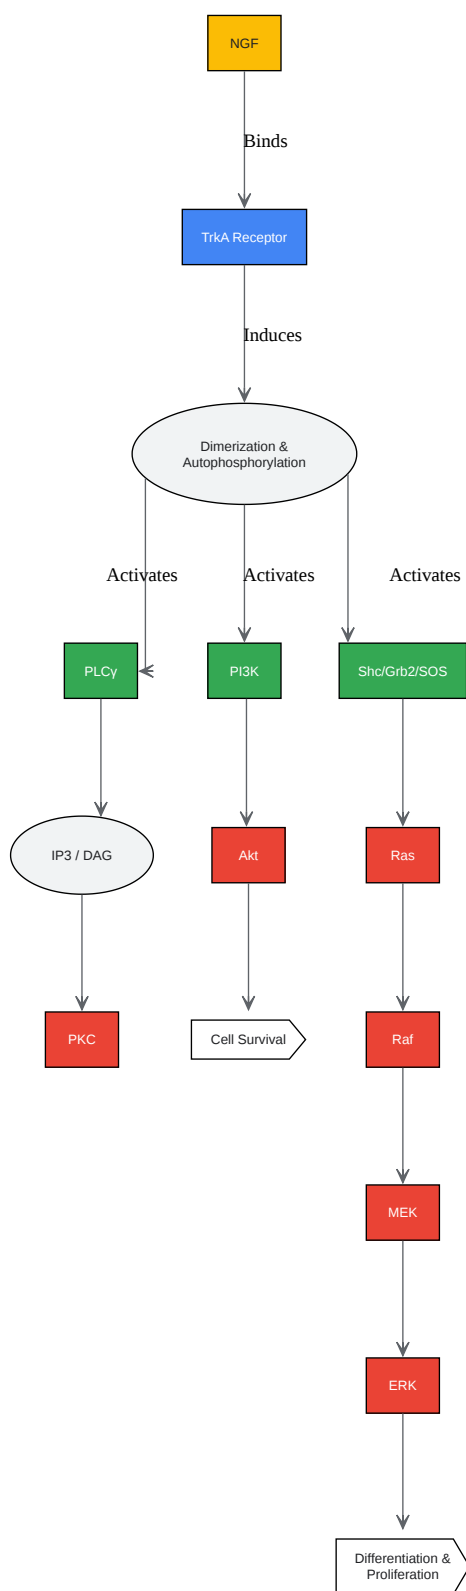 NGF
Binds
TrkA Receptor
Induces
Dimerization &
Autophosphorylation
Activates
Activates
Activates
PLCγ
PI3K
Shc/Grb2/SOS
IP3 / DAG
Akt
Ras
PKC
Cell Survival
Raf
MEK
ERK
Differentiation &
Proliferation